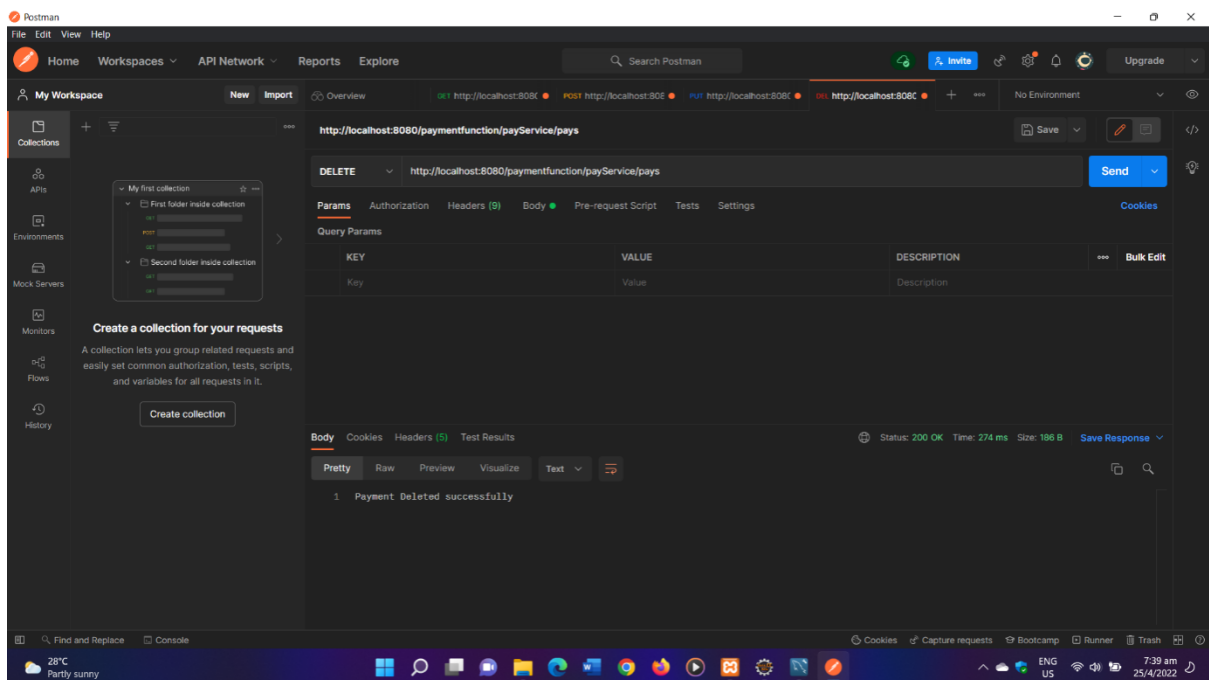 Postman
File Edit View Help
Home Workspaces API Network Reports Explore Search Postman Invite Upgrade
My Workspace New Import Overview GET http://localhost:808 POST http://localhost:808 PUT http://localhost:808 DEL http://localhost:808 No Environment
Collections
APIs
Environments
Mock Servers
Monitors
Flows
History
My first collection
First folder inside collection
GET
POST
GET
Second folder inside collection
GET
GET
Create a collection for your requests
A collection lets you group related requests and
easily set common authorization, tests, scripts,
and variables for all requests in it.
Create collection
http://localhost:8080/paymentfunction/payService/pays Save
DELETE http://localhost:8080/paymentfunction/payService/pays Send
Params Authorization Headers (9) Body Pre-request Script Tests Settings Cookies
Query Params
KEY VALUE DESCRIPTION Bulk Edit
Key Value Description
Body Cookies Headers (5) Test Results Status: 200 OK Time: 274 ms Size: 186 B Save Response
Pretty Raw Preview Visualize Text
1 Payment Deleted successfully
Find and Replace Console Cookies Capture requests Bootcamp Runner Trash
28°C
Partly sunny
ENG
US
7:39 am
25/4/2022